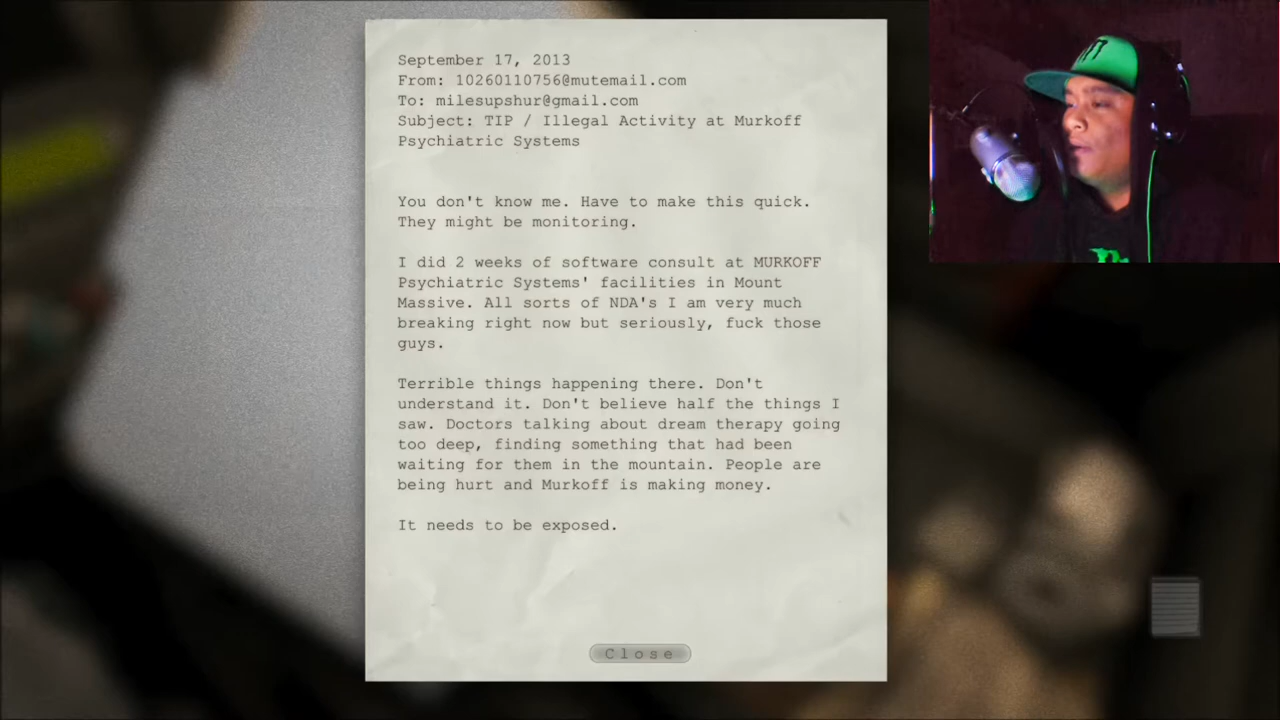 September 17, 2013
From: 10260110756@mutemail.com
To: milesupshur@gmail.com
Subject: TIP / Illegal Activity at Murkoff
Psychiatric Systems
You don't know me. Have to make this quick.
They might be monitoring.
I did 2 weeks of software consult at MURKOFF
Psychiatric Systems' facilities in Mount
Massive. All sorts of NDA's I am very much
breaking right now but seriously, fuck those
guys.
Terrible things happening there. Don't
understand it. Don't believe half the things I
saw. Doctors talking about dream therapy going
too deep, finding something that had been
waiting for them in the mountain. People are
being hurt and Murkoff is making money.
It needs to be exposed.
Close